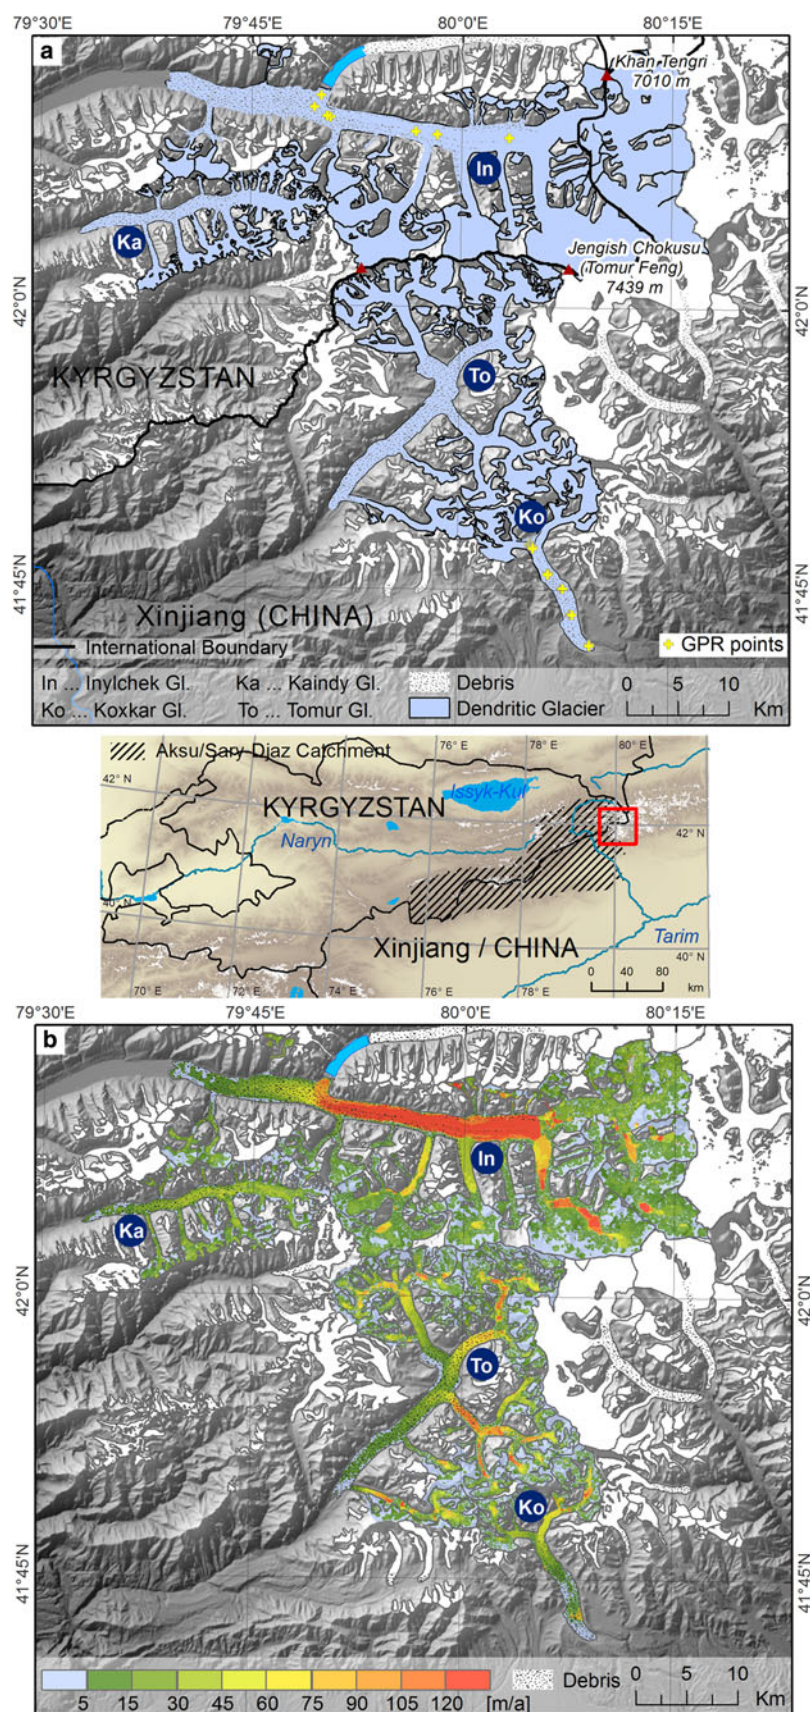 79°30'E 79°45'E 80°0'E 80°15'E
a
Khan Tengri
7010 m
In
Ka
Jengish Chokusu
(Tomur Feng)
7439 m
42°0'N 42°0'N
KYRGYZSTAN
To
Ko
41°45'N 41°45'N
Xinjiang (CHINA)
International Boundary
GPR points
In ... Inylchek Gl. Ka ... Kaindy Gl. Debris 0 5 10
Ko ... Koxkar Gl. To ... Tomur Gl. Dendritic Glacier Km
Aksu/Sary-Djaz Catchment 76° E 78° E 80° E
42° N
KYRGYZSTAN Issyk-Kul
42° N
Naryn
40° N
Xinjiang / CHINA Tarim
40° N
0 40 80
70° E 72° E 74° E 76° E 78° E km
79°30'E 79°45'E 80°0'E 80°15'E
b
In
Ka
42°0'N 42°0'N
To
Ko
41°45'N 41°45'N
Debris 0 5 10
5 15 30 45 60 75 90 105 120 [m/a] Km